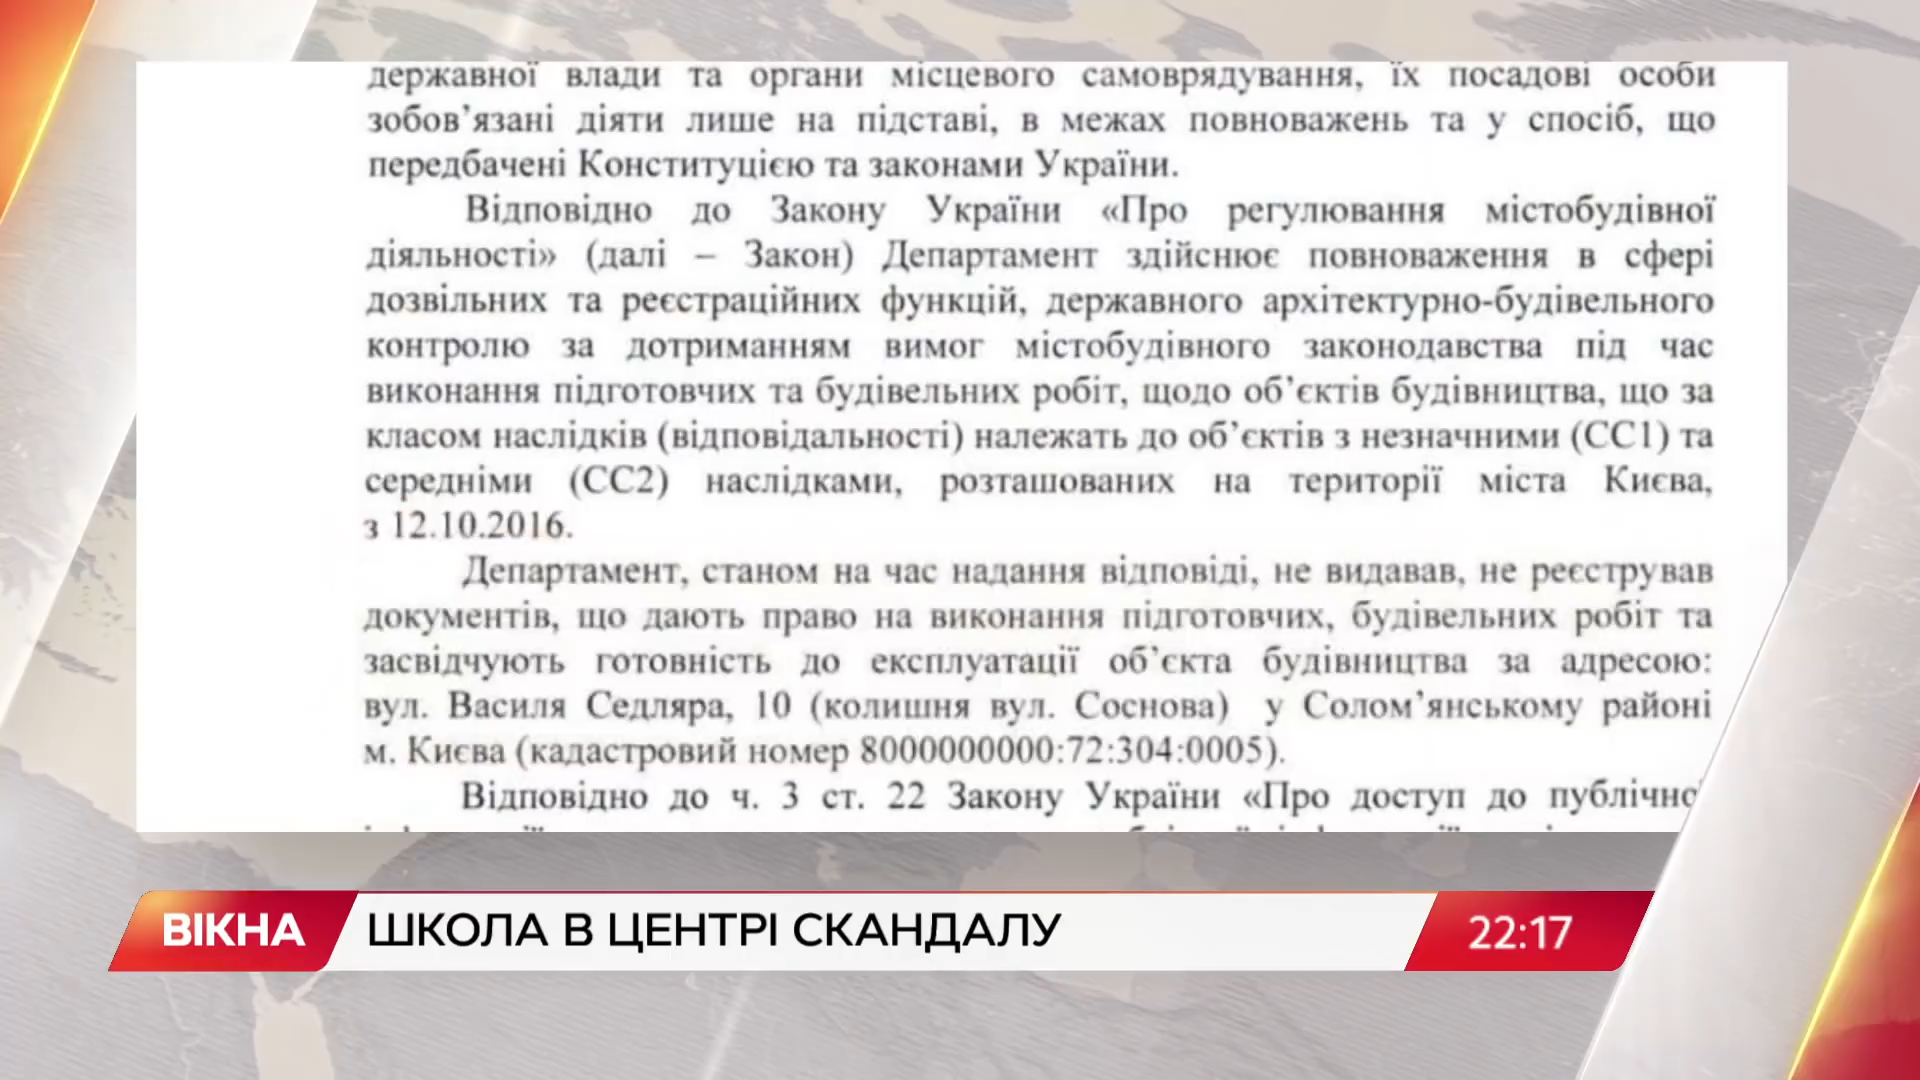 державної влади та органи місцевого самоврядування, їх посадові особи
зобов’язані діяти лише на підставі, в межах повноважень та у спосіб, що
передбачені Конституцією та законами України.
Відповідно до Закону України «Про регулювання містобудівної
діяльності» (далі – Закон) Департамент здійснює повноваження в сфері
дозвільних та реєстраційних функцій, державного архітектурно-будівельного
контролю за дотриманням вимог містобудівного законодавства під час
виконання підготовчих та будівельних робіт, щодо об’єктів будівництва, що за
класом наслідків (відповідальності) належать до об’єктів з незначними (СС1) та
середніми (СС2) наслідками, розташованих на території міста Києва,
з 12.10.2016.
Департамент, станом на час надання відповіді, не видавав, не реєстрував
документів, що дають право на виконання підготовчих, будівельних робіт та
засвідчують готовність до експлуатації об’єкта будівництва за адресою:
вул. Василя Седляра, 10 (колишня вул. Соснова) у Солом’янському районі
м. Києва (кадастровий номер 8000000000:72:304:0005).
Відповідно до ч. 3 ст. 22 Закону України «Про доступ до публічної
ВІКНА ШКОЛА В ЦЕНТРІ СКАНДАЛУ 22:17